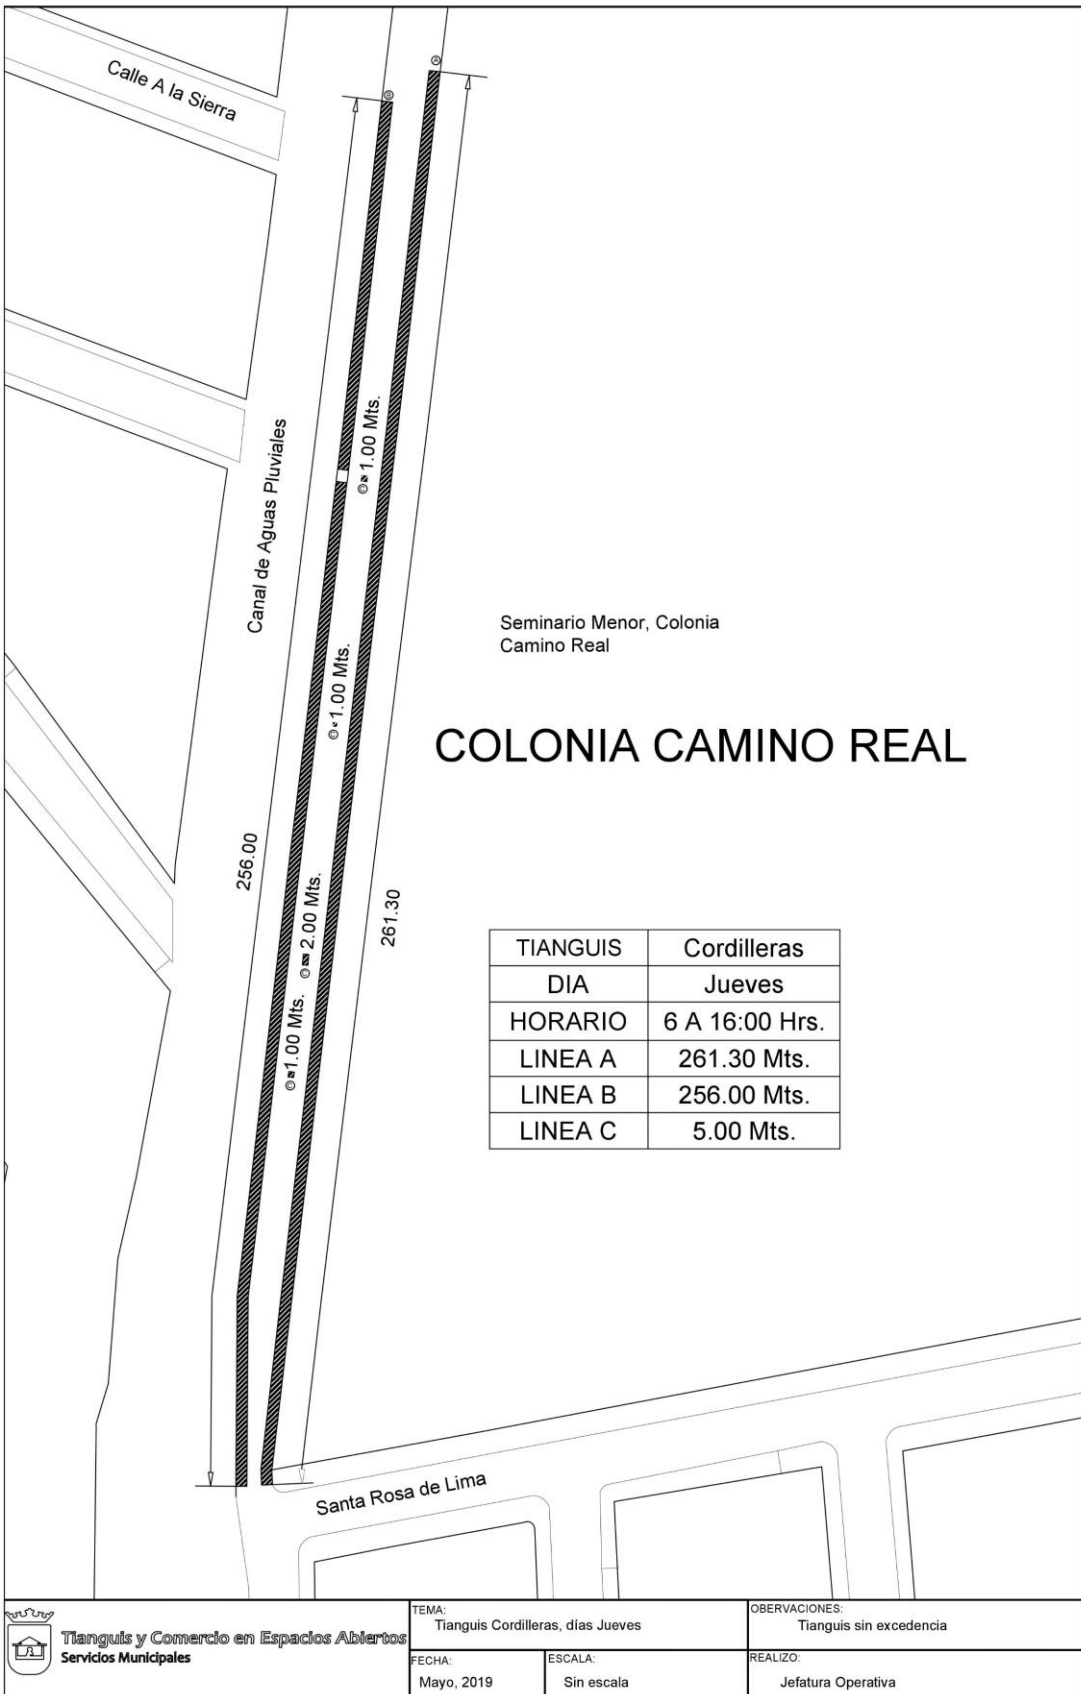 Calle A la Sierra
B
A
Canal de Aguas Pluviales
© 1.00 Mts.
© 1.00 Mts.
© 2.00 Mts.
© 1.00 Mts.
256.00
261.30
Seminario Menor, Colonia
Camino Real
COLONIA CAMINO REAL
TIANGUIS Cordilleras
DIA Jueves
HORARIO 6 A 16:00 Hrs.
LINEA A 261.30 Mts.
LINEA B 256.00 Mts.
LINEA C 5.00 Mts.
Santa Rosa de Lima
Tianguis y Comercio en Espacios Abiertos
Servicios Municipales
TEMA:
Tianguis Cordilleras, días Jueves
OBERVACIONES:
Tianguis sin excedencia
FECHA:
Mayo, 2019
ESCALA:
Sin escala
REALIZO:
Jefatura Operativa